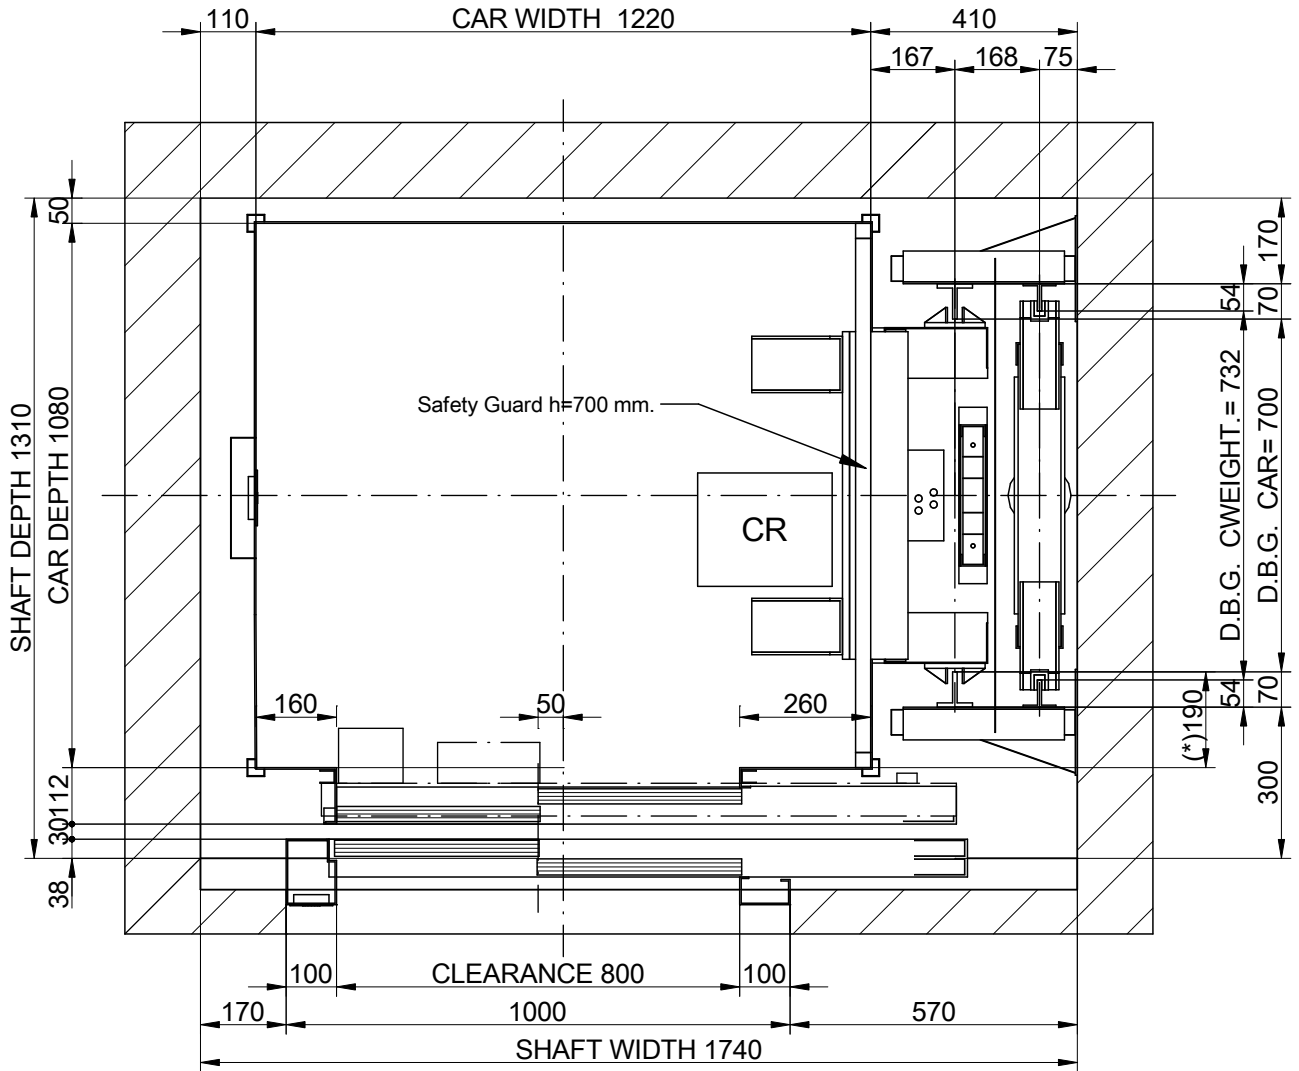 110
CAR WIDTH 1220
410
167
168
75
50
170
54
70
SHAFT DEPTH 1310
CAR DEPTH 1080
Safety Guard h=700 mm.
D.B.G. CWEIGHT.= 732
D.B.G. CAR= 700
CR
160
50
260
(*)190
54
70
112
30
300
38
100
CLEARANCE 800
100
170
1000
570
SHAFT WIDTH 1740